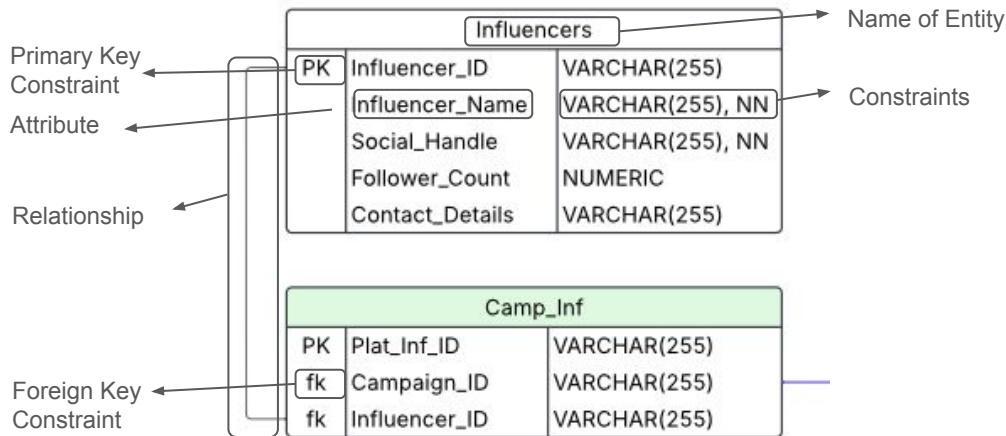 Influencers
Name of Entity
Primary Key
Constraint
PK Influencer_ID VARCHAR(255)
Attribute
nfluencer_Name VARCHAR(255), NN
Constraints
Social_Handle VARCHAR(255), NN
Follower_Count NUMERIC
Relationship
Contact_Details VARCHAR(255)
Camp_Inf
PK Plat_Inf_ID VARCHAR(255)
Foreign Key
Constraint
fk Campaign_ID VARCHAR(255)
fk Influencer_ID VARCHAR(255)